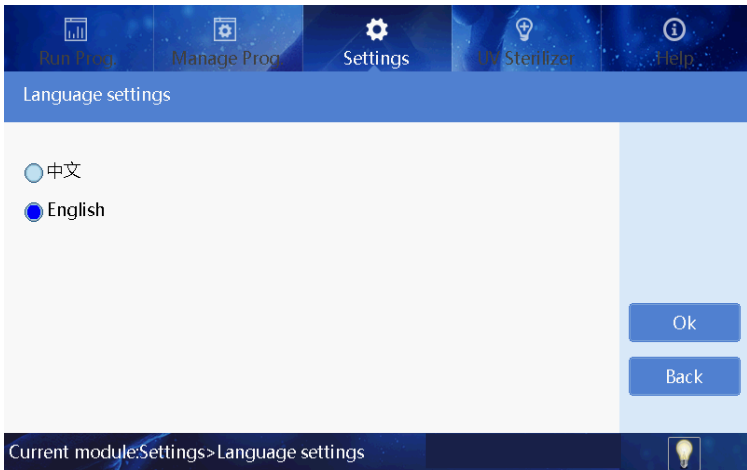 Run Prog.
Manage Prog.
Settings
UV Sterilizer
Help
Language settings
中文
English
Ok
Back
Current module:Settings>Language settings